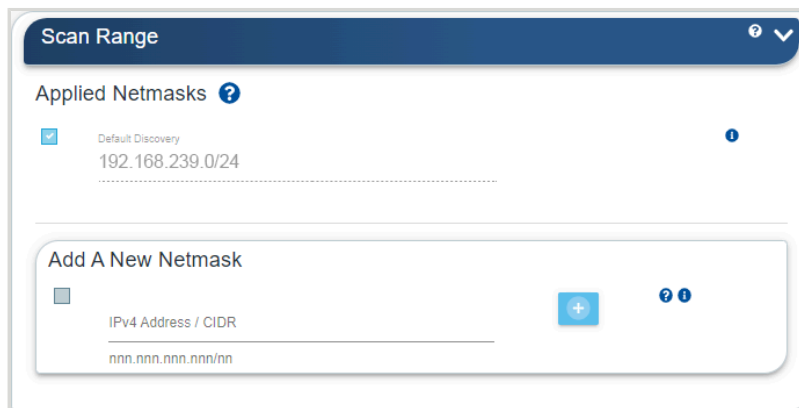 Scan Range
Applied Netmasks
Default Discovery
192.168.239.0/24
Add A New Netmask
IPv4 Address / CIDR
nnn.nnn.nnn.nnn/nn